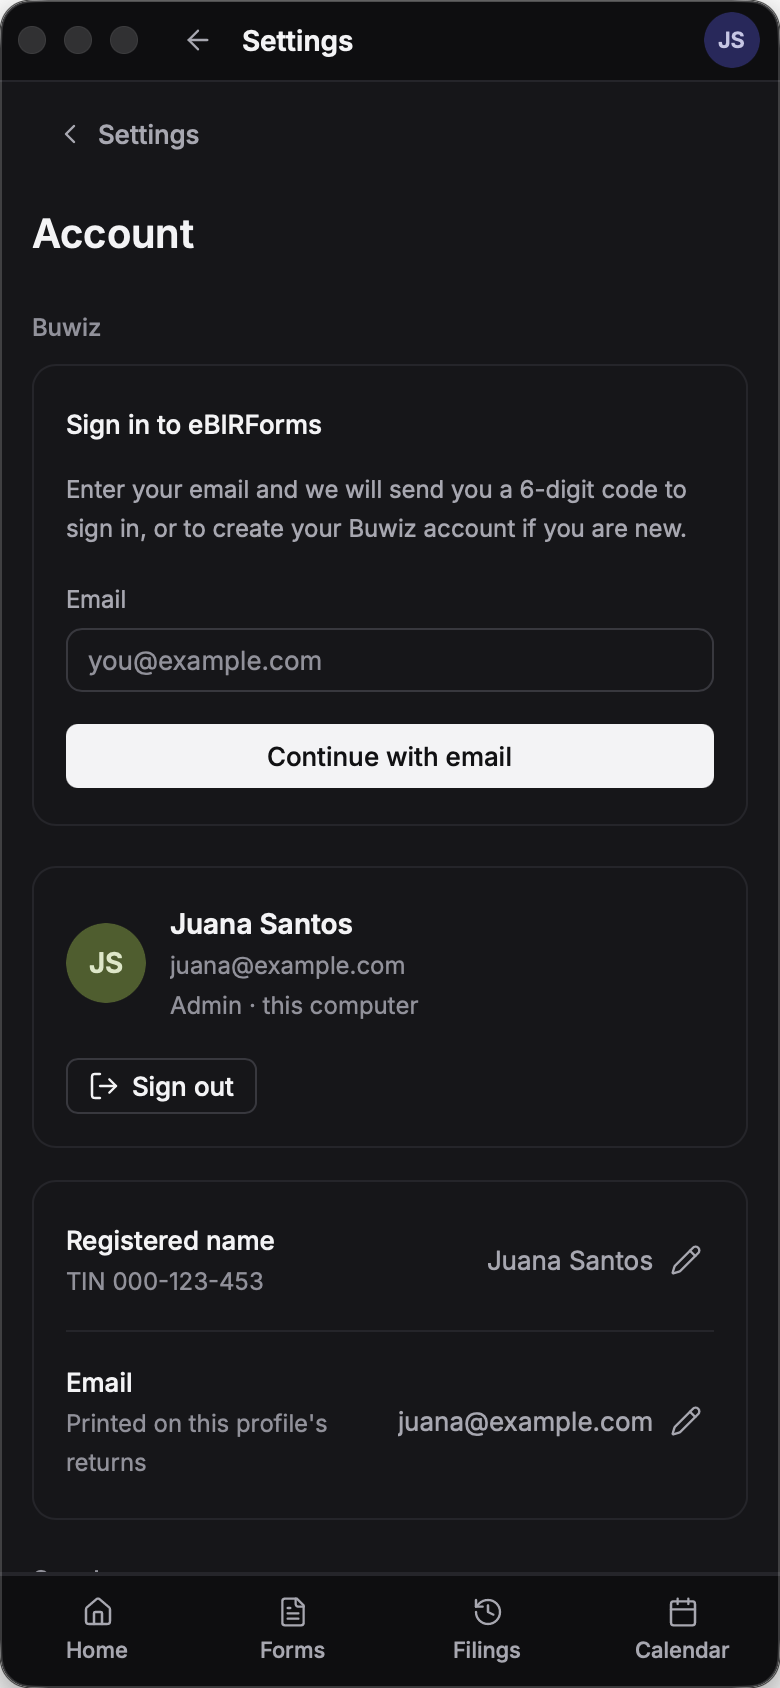 Settings
JS
Settings
Account
Buwiz
Sign in to eBIRForms
Enter your email and we will send you a 6-digit code to
sign in, or to create your Buwiz account if you are new.
Email
you@example.com
Continue with email
JS
Juana Santos
juana@example.com
Admin · this computer
Sign out
Registered name
TIN 000-123-453
Juana Santos
Email
Printed on this profile's
returns
juana@example.com
Home
Forms
Filings
Calendar